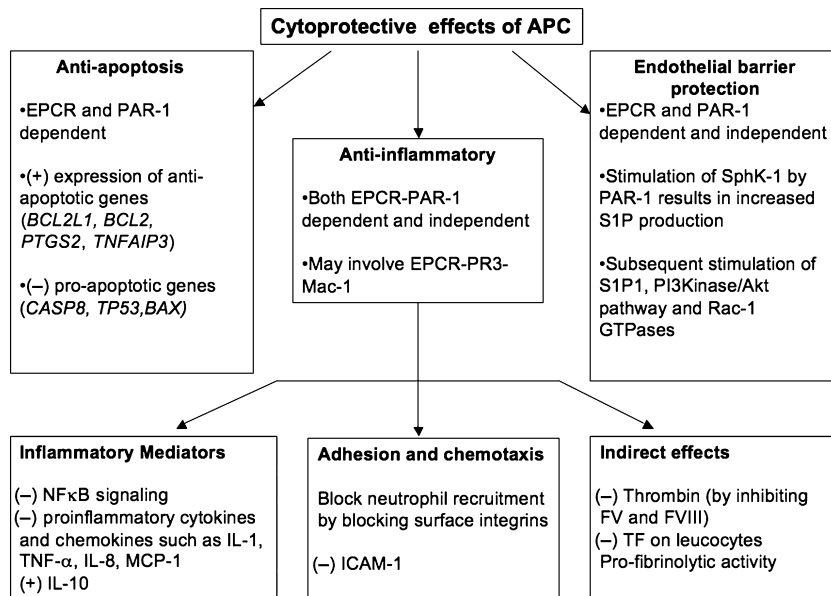 Cytoprotective effects of APC
Anti-apoptosis
•EPCR and PAR-1
dependent
•(+) expression of anti-
apoptotic genes
(BCL2L1, BCL2,
PTGS2, TNFAIP3)
•(–) pro-apoptotic genes
(CASP8, TP53,BAX)
Anti-inflammatory
•Both EPCR-PAR-1
dependent and independent
•May involve EPCR-PR3-
Mac-1
Endothelial barrier
protection
•EPCR and PAR-1
dependent and independent
•Stimulation of SphK-1 by
PAR-1 results in increased
S1P production
•Subsequent stimulation of
S1P1, PI3Kinase/Akt
pathway and Rac-1
GTPases
Inflammatory Mediators
(–) NFκB signaling
(–) proinflammatory cytokines
and chemokines such as IL-1,
TNF-α, IL-8, MCP-1
(+) IL-10
Adhesion and chemotaxis
Block neutrophil recruitment
by blocking surface integrins
(–) ICAM-1
Indirect effects
(–) Thrombin (by inhibiting
FV and FVIII)
(–) TF on leucocytes
Pro-fibrinolytic activity